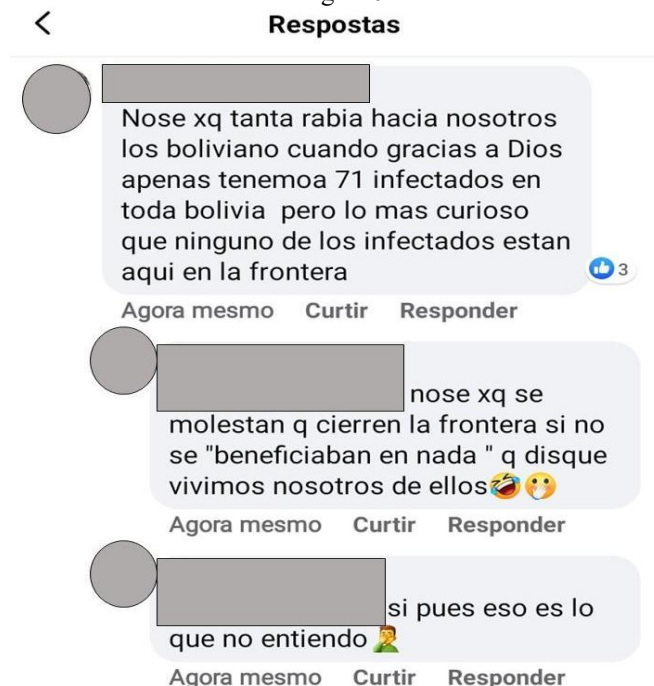 Respostas
Nose xq tanta rabia hacia nosotros
los boliviano cuando gracias a Dios
apenas tenemoa 71 infectados en
toda bolivia pero lo mas curioso
que ninguno de los infectados estan
aqui en la frontera
3
Agora mesmo Curtir Responder
nose xq se
molestan q cierren la frontera si no
se "beneficiaban en nada " q disque
vivimos nosotros de ellos🤣🤭
Agora mesmo Curtir Responder
si pues eso es lo
que no entiendo🤦‍♂️
Agora mesmo Curtir Responder